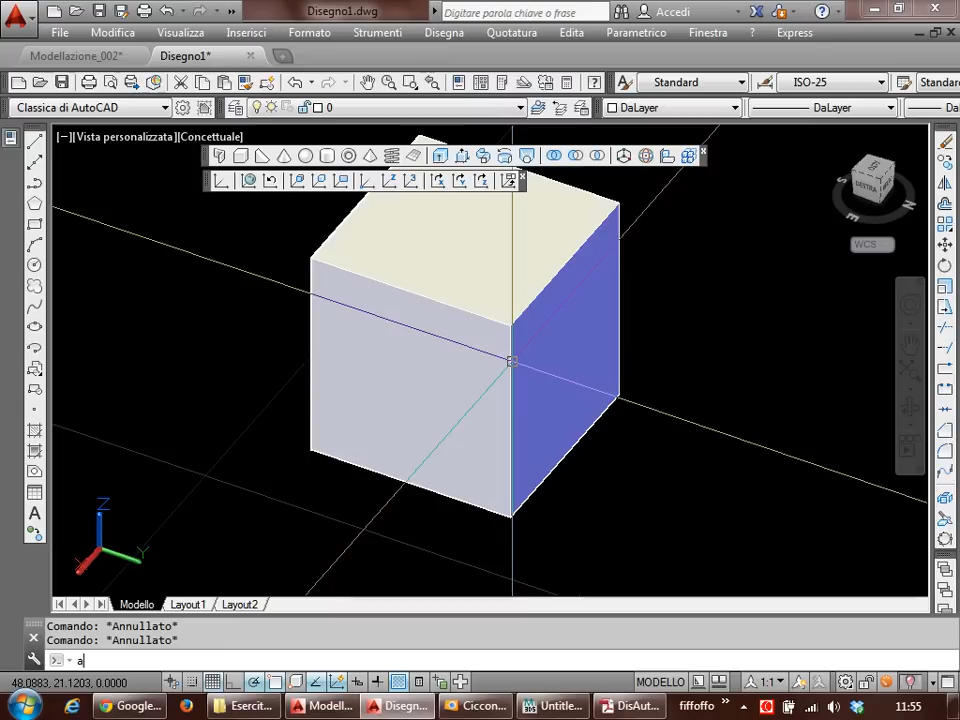 Disegno1.dwg
Digitare parola chiave o frase
Accedi
File Modifica Visualizza Inserisci Formato Strumenti Disegna Quotatura Edita Parametrico Finestra ? Express
Modellazione_002* Disegno1*
Standard ISO-25 Standard
Classica di AutoCAD 0 DaLayer DaLayer
[−][Vista personalizzata][Concettuale]
S DESTRA N E
WCS
Z
Y
Modello Layout1 Layout2
Comando: *Annullato*
Comando: *Annullato*
a
48.0883, 21.1203, 0.0000 MODELLO 1:1
Google... Esercit... Modell... Disegn... Ciccon... Untitle... DisAut... fiffoffo » 11:55